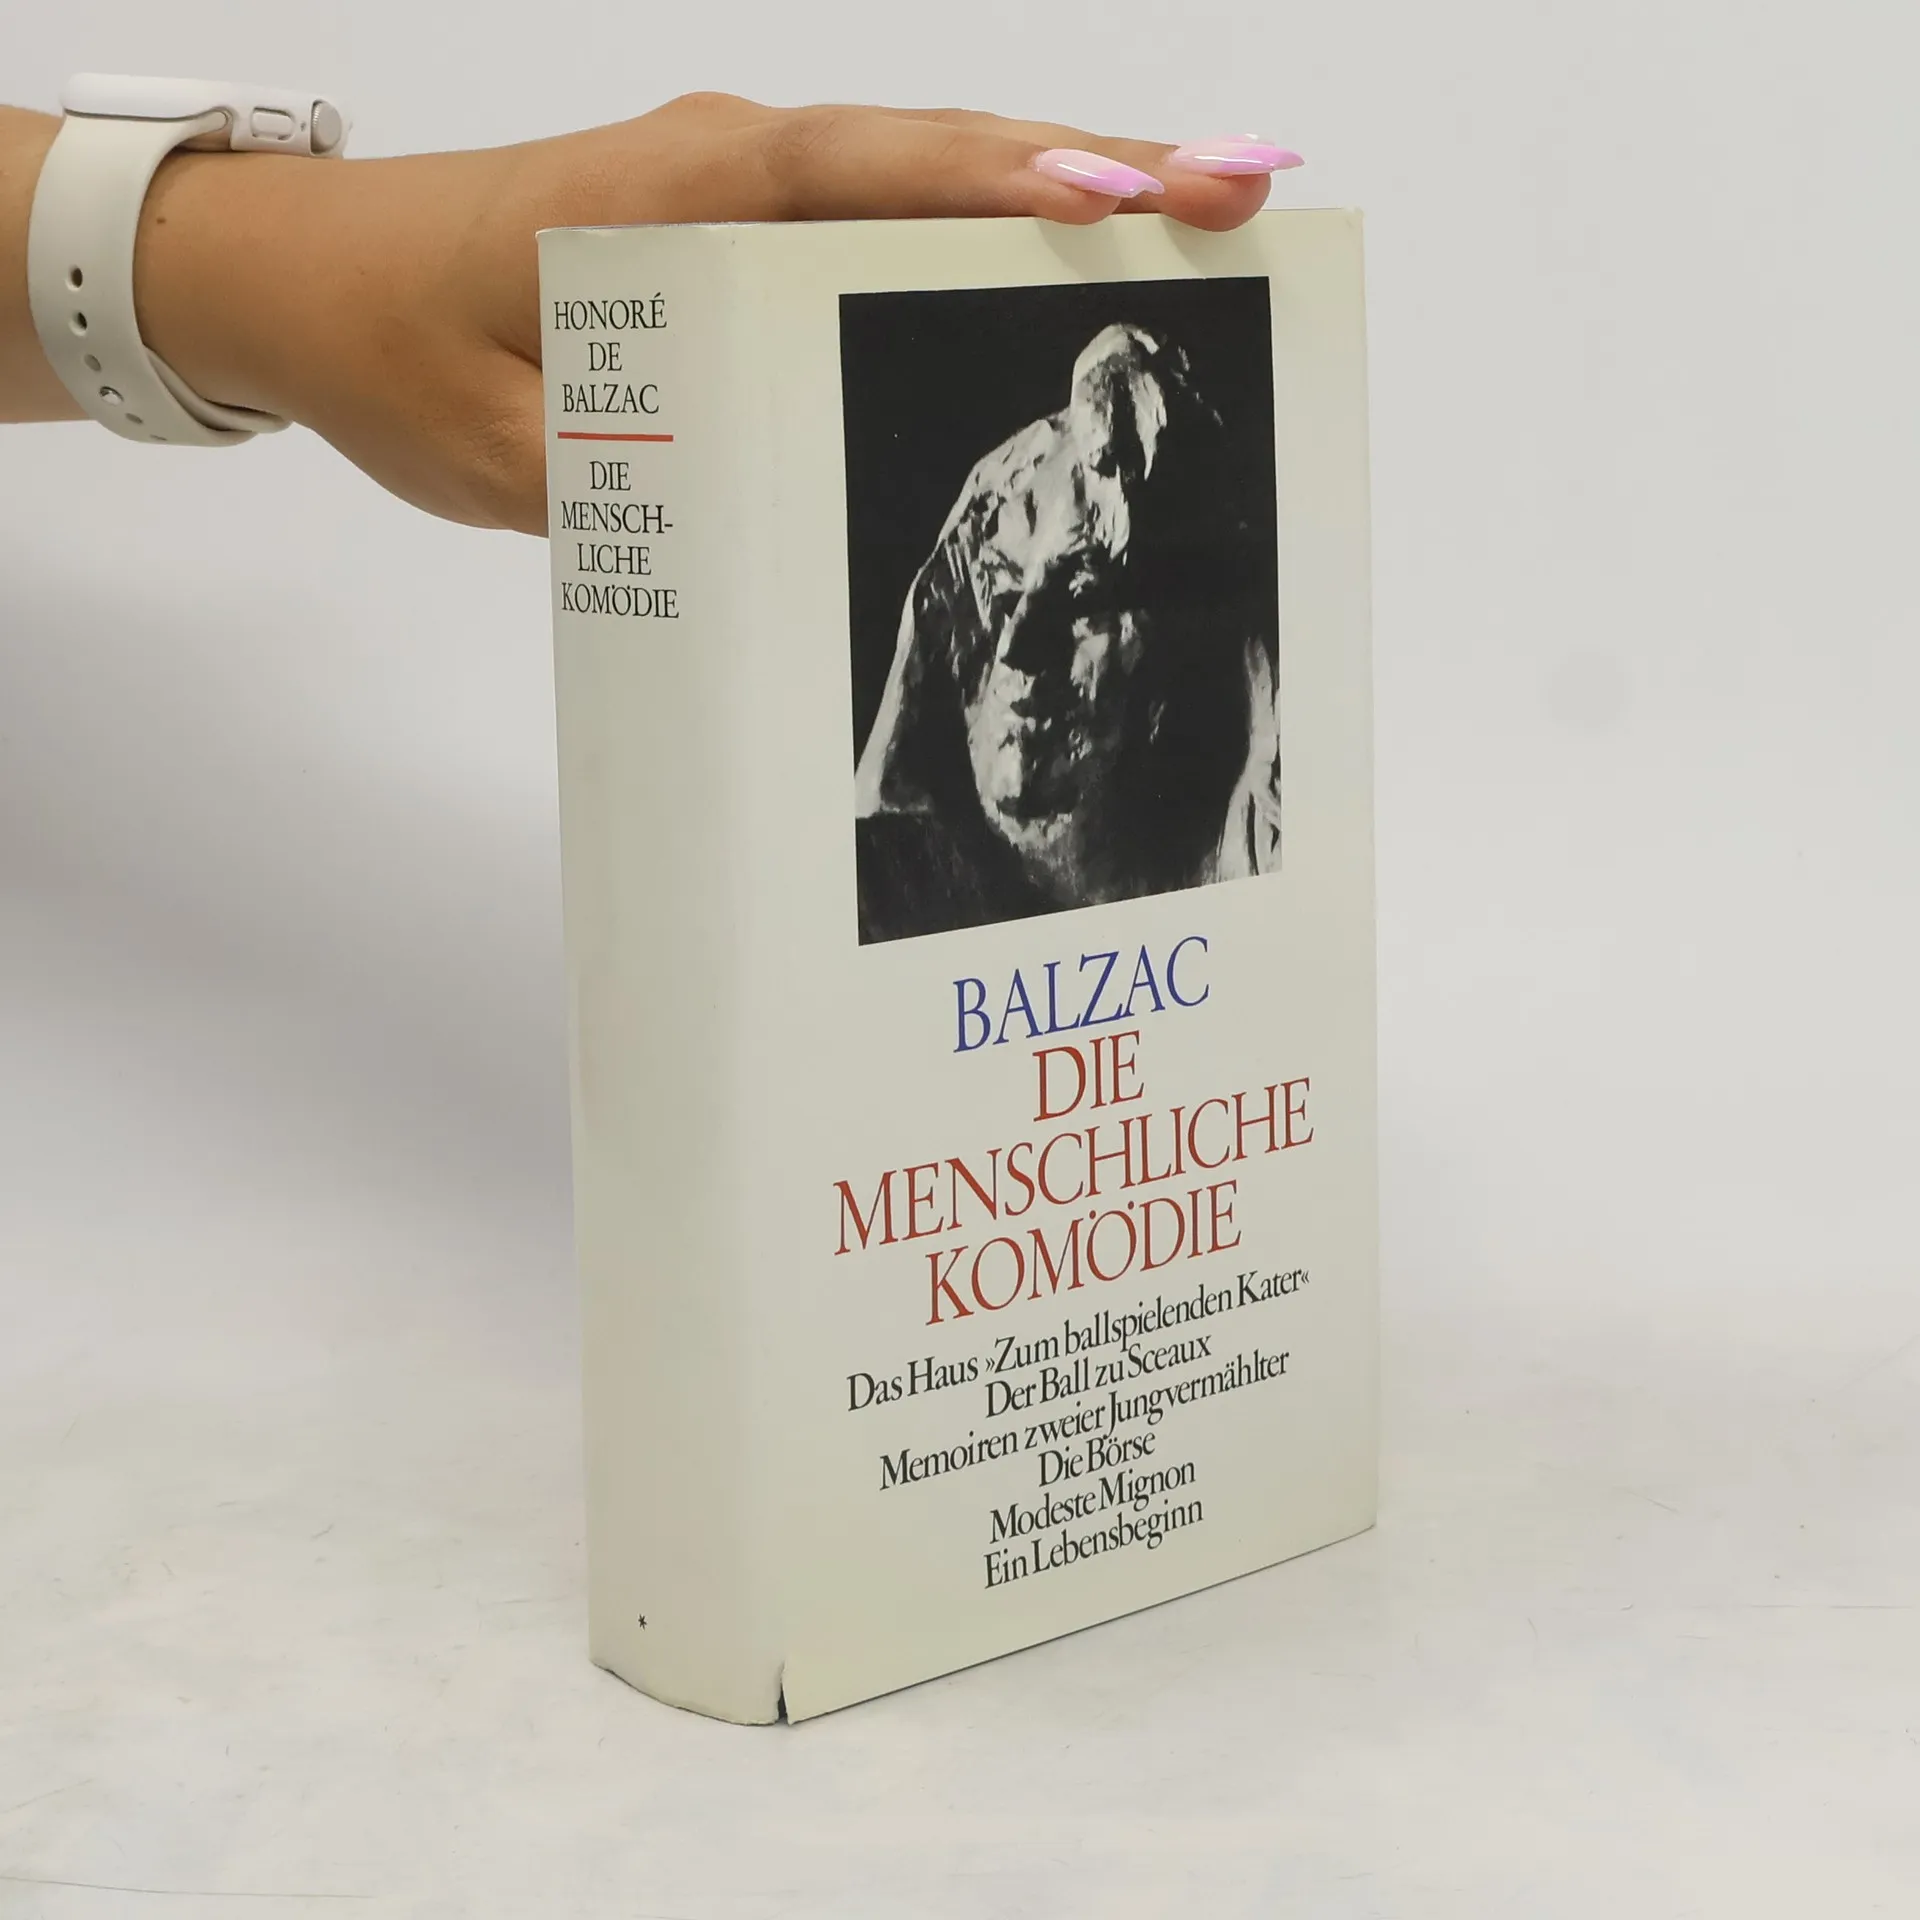 HONORÉ
DE
BALZAC
DIE
MENSCH-
LICHE
KOMÖDIE
*
BALZAC
DIE
MENSCHLICHE
KOMÖDIE
Das Haus »Zum ballspielenden Kater«
Der Ball zu Sceaux
Memoiren zweier Jungvermählter
Die Börse
Modeste Mignon
Ein Lebensbeginn